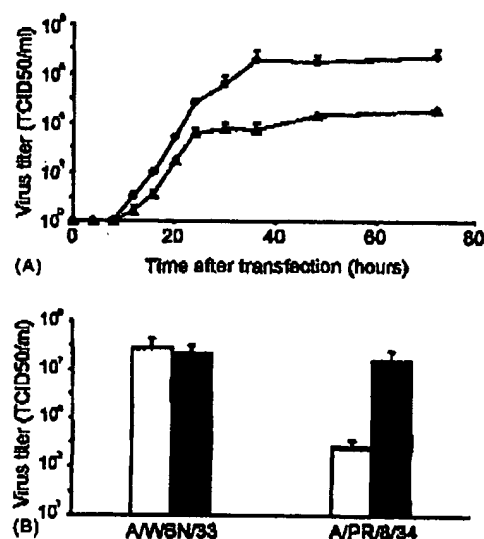 Virus titer (TCID50/ml)
0
20
40
60
80
(A)
Time after transfection (hours)
Virus titer (TCID50/ml)
10⁷
(B)
A/WSN/33
A/PR/8/34